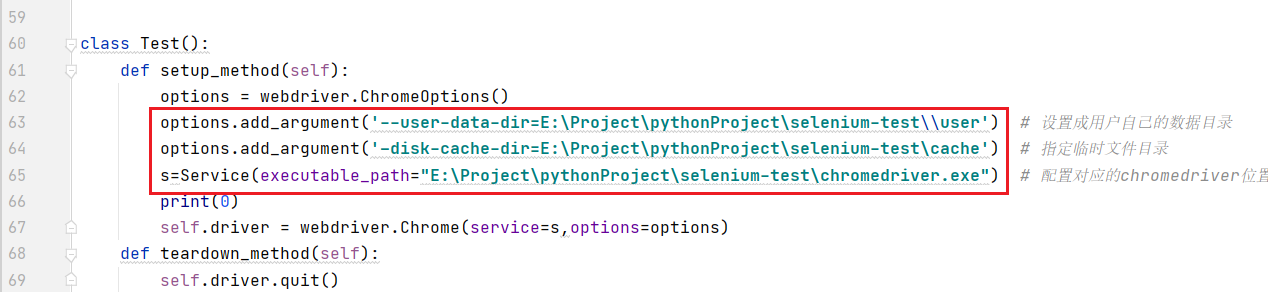 59
60 class Test():
61 def setup_method(self):
62 options = webdriver.ChromeOptions()
63 options.add_argument('--user-data-dir=E:\Project\pythonProject\selenium-test\\user') # 设置成用户自己的数据目录
64 options.add_argument('-disk-cache-dir=E:\Project\pythonProject\selenium-test\cache') # 指定临时文件目录
65 s=Service(executable_path="E:\Project\pythonProject\selenium-test\chromedriver.exe") # 配置对应的chromedriver位置
66 print(0)
67 self.driver = webdriver.Chrome(service=s,options=options)
68 def teardown_method(self):
69 self.driver.quit()